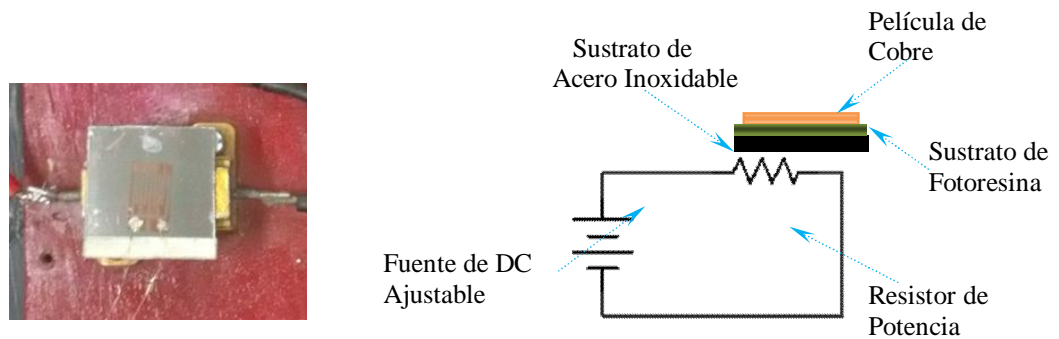 Película de
Cobre
Sustrato de
Acero Inoxidable
Sustrato de
Fotoresina
Fuente de DC
Ajustable
Resistor de
Potencia